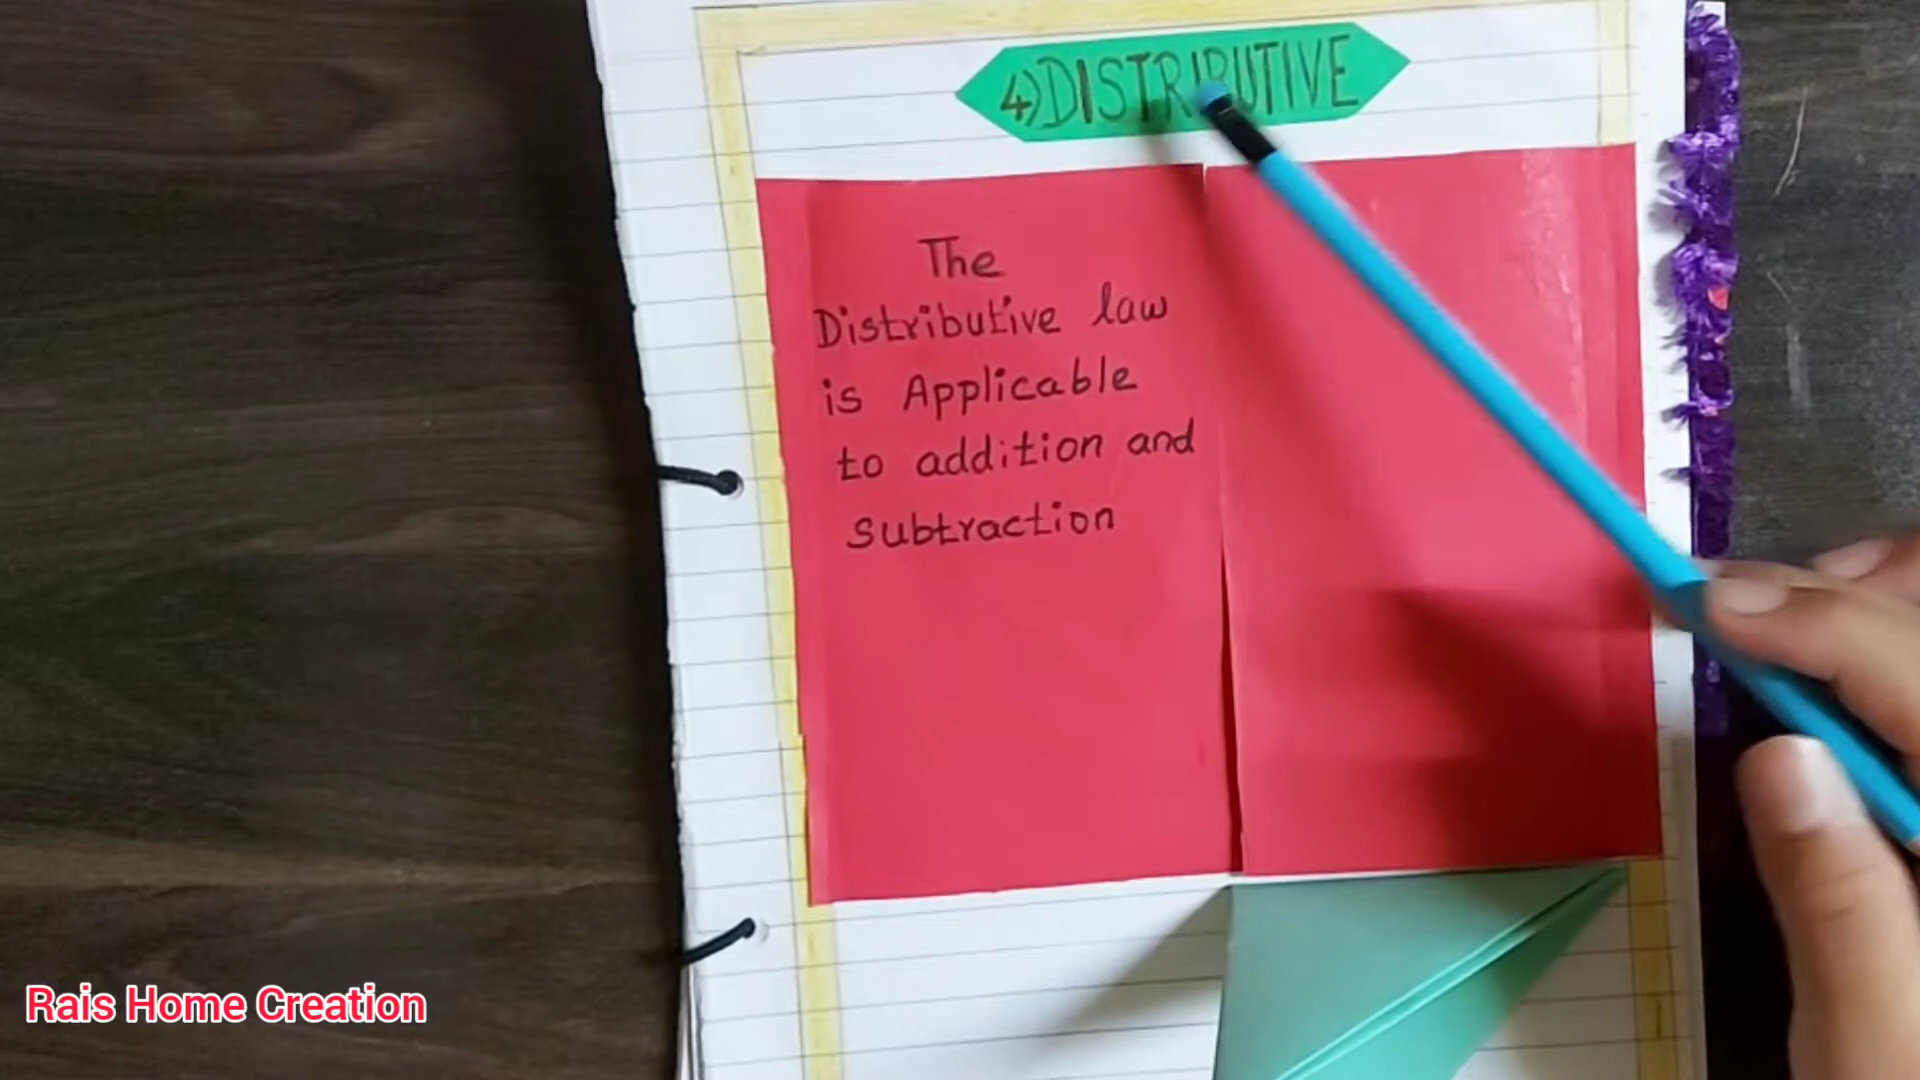 4) DISTRIBUTIVE
The
Distributive law
is Applicable
to addition and
Subtraction
Rais Home Creation